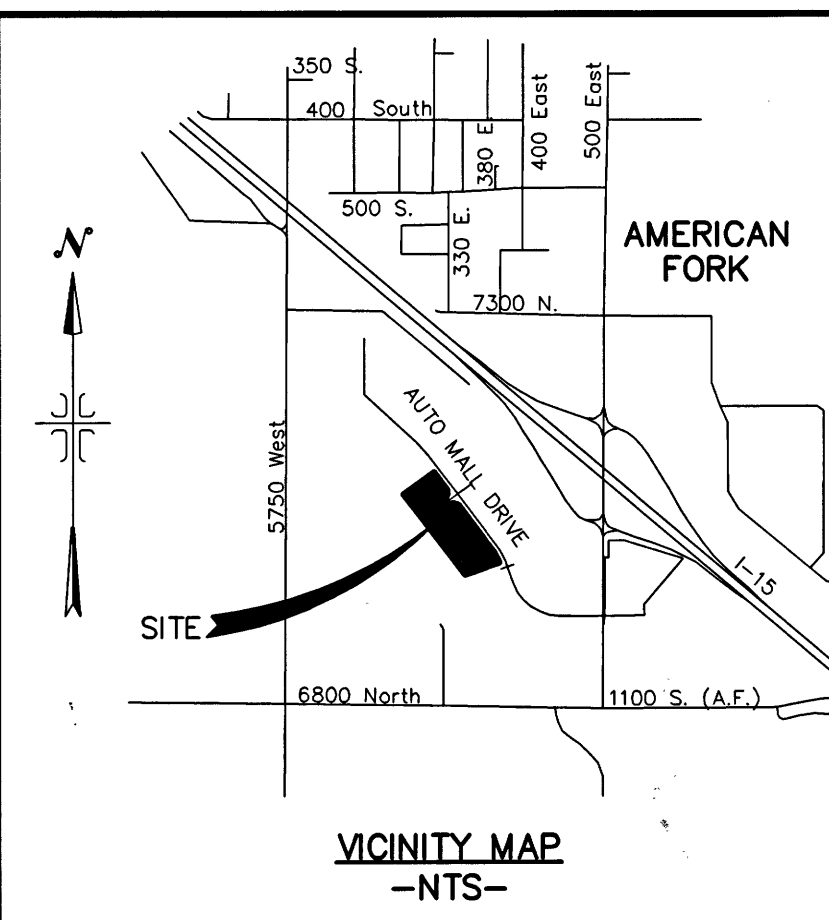 350 S.
400 South
380 E.
400 East
500 East
500 S.
330 E.
AMERICAN
FORK
N
7300 N.
AUTO MALL DRIVE
5750 West
I-15
SITE
6800 North
1100 S. (A.F.)
VICINITY MAP
-NTS-